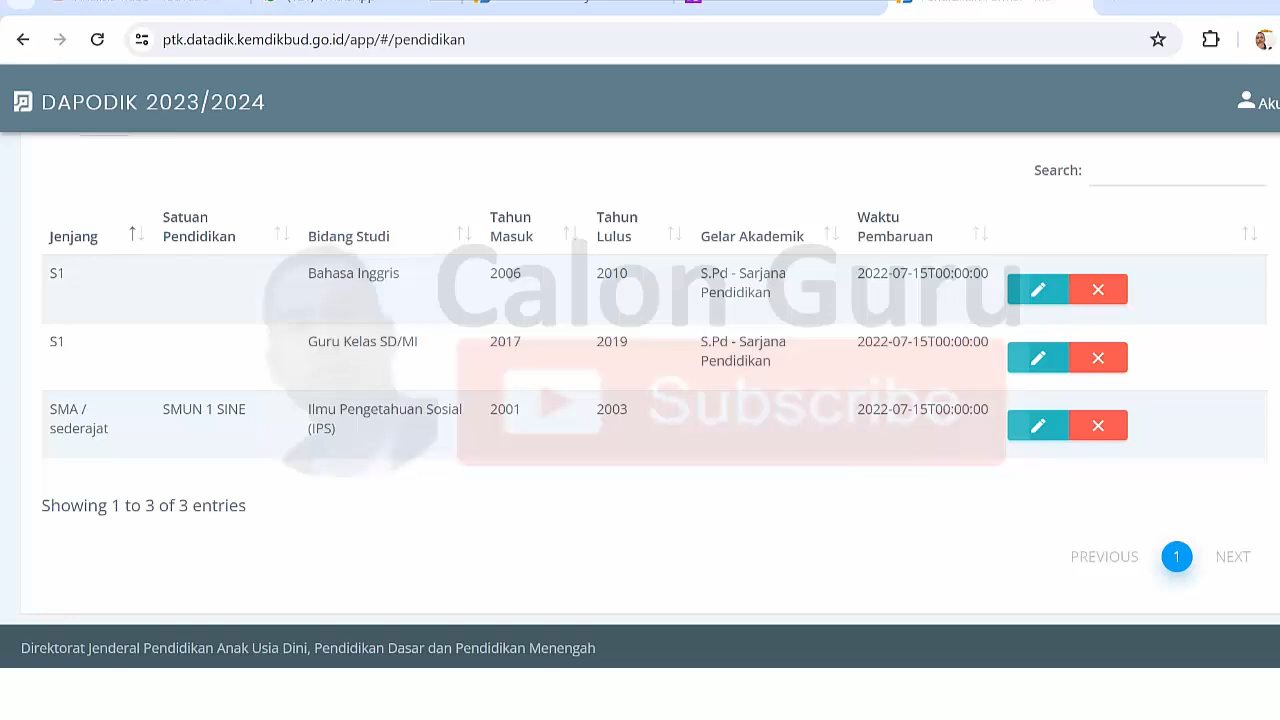 ptk.datadik.kemdikbud.go.id/app/#/pendidikan
DAPODIK 2023/2024
Search:
Jenjang Satuan Pendidikan Bidang Studi Tahun Masuk Tahun Lulus Gelar Akademik Waktu Pembaruan
S1 Bahasa Inggris 2006 2010 S.Pd - Sarjana Pendidikan 2022-07-15T00:00:00
S1 Guru Kelas SD/MI 2017 2019 S.Pd - Sarjana Pendidikan 2022-07-15T00:00:00
SMA / sederajat SMUN 1 SINE Ilmu Pengetahuan Sosial (IPS) 2001 2003 2022-07-15T00:00:00
Calon Guru
Subscribe
Showing 1 to 3 of 3 entries
PREVIOUS 1 NEXT
Direktorat Jenderal Pendidikan Anak Usia Dini, Pendidikan Dasar dan Pendidikan Menengah